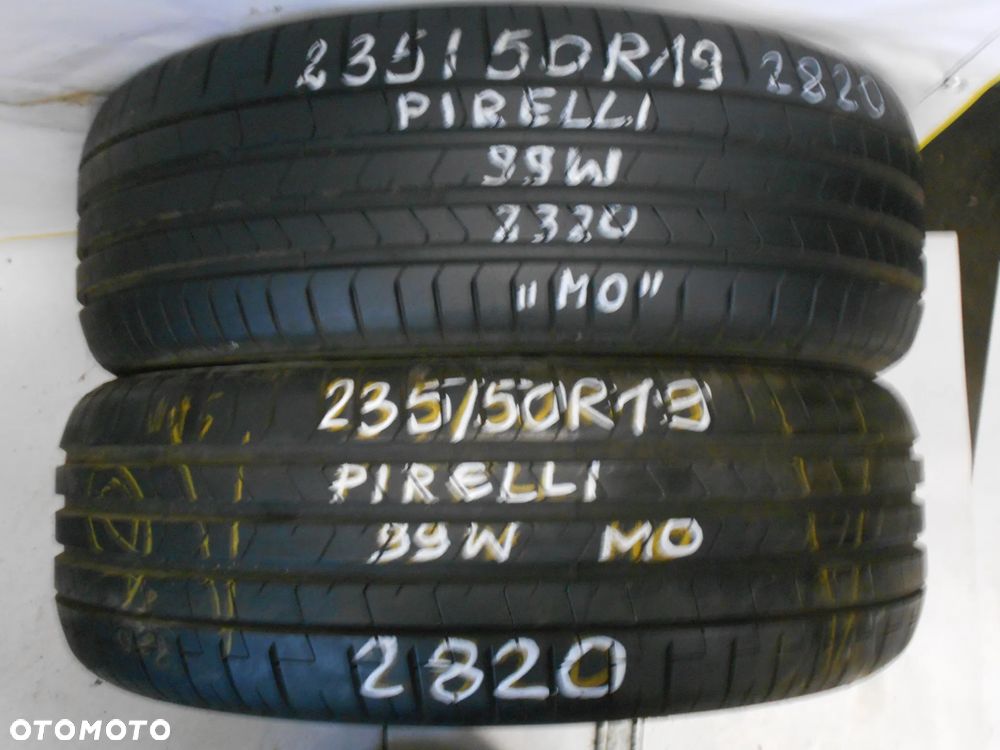 235/50R19 2820
PIRELLI
99W
2320
"MO"
235/50R19
PIRELLI
99W MO
2820
OTOMOTO